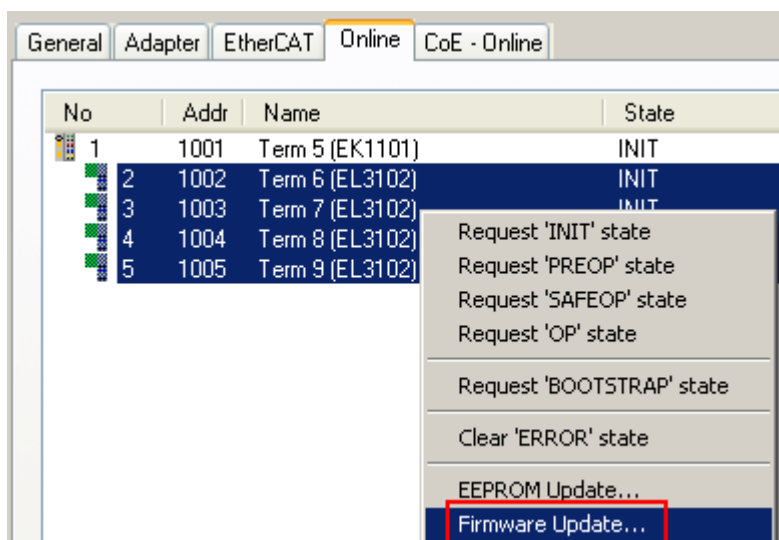 General Adapter EtherCAT Online CoE - Online
No Addr Name State
1 1001 Term 5 (EK1101) INIT
2 1002 Term 6 (EL3102) INIT
3 1003 Term 7 (EL3102) INIT
4 1004 Term 8 (EL3102)
5 1005 Term 9 (EL3102)
Request 'INIT' state
Request 'PREOP' state
Request 'SAFEOP' state
Request 'OP' state
Request 'BOOTSTRAP' state
Clear 'ERROR' state
EEPROM Update...
Firmware Update...